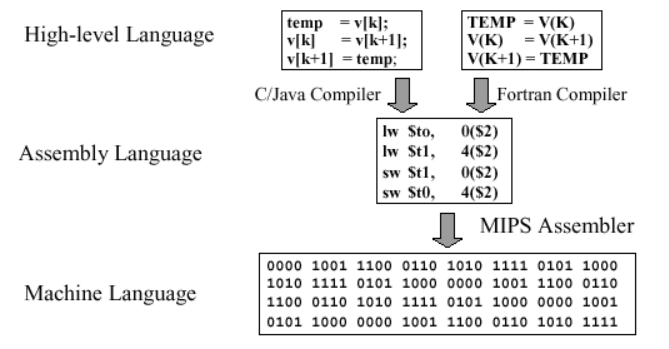 High-level Language
temp = v[k];
v[k] = v[k+1];
v[k+1] = temp;
TEMP = V(K)
V(K) = V(K+1)
V(K+1) = TEMP
C/Java Compiler
Fortran Compiler
Assembly Language
lw $to, 0($2)
lw $t1, 4($2)
sw $t1, 0($2)
sw $t0, 4($2)
MIPS Assembler
Machine Language
0000 1001 1100 0110 1010 1111 0101 1000
1010 1111 0101 1000 0000 1001 1100 0110
1100 0110 1010 1111 0101 1000 0000 1001
0101 1000 0000 1001 1100 0110 1010 1111